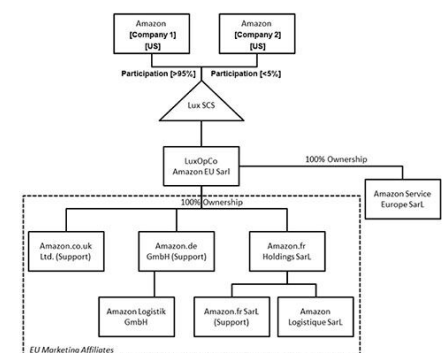 Amazon
[Company 1]
[US]
Amazon
[Company 2]
[US]
Participation [>95%]
Participation [<5%]
Lux SCS
LuxOpCo
Amazon EU Sarl
100% Ownership
Amazon Service
Europe SarL
100% Ownership
Amazon.co.uk
Ltd. (Support)
Amazon.de
GmbH (Support)
Amazon.fr
Holdings SarL
Amazon Logistik
GmbH
Amazon.fr SarL
(Support)
Amazon
Logistique SarL
EU Marketing Affiliates